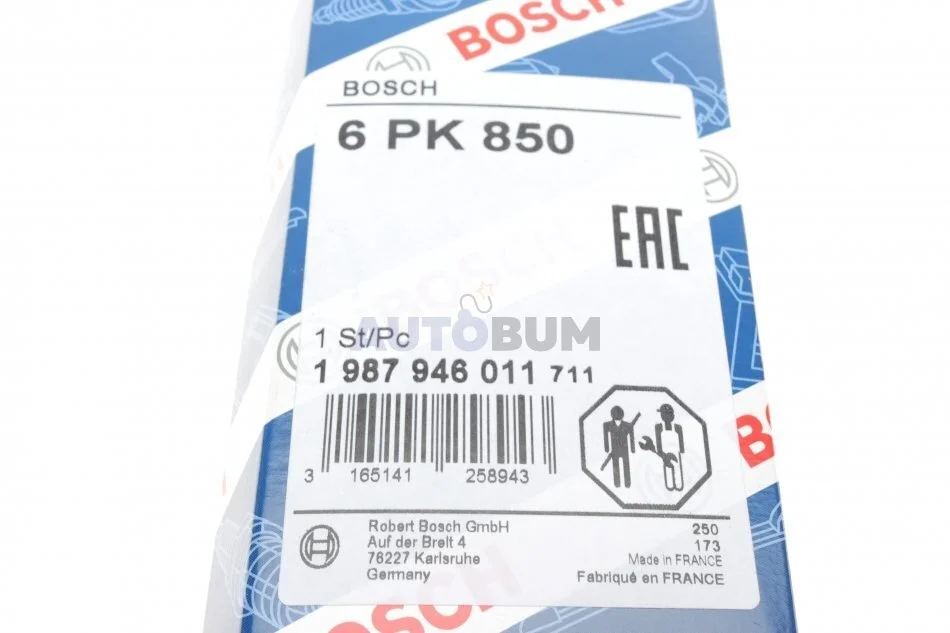 BOSCH
BOSCH
6 PK 850
EAC
BOSCH
AUTOBUM
1 St/Pc
1 987 946 011 711
3 165141 258943
B
Robert Bosch GmbH
Auf der Breit 4
76227 Karlsruhe
Germany
250
173
Made in FRANCE
Fabriqué en FRANCE
BOSCH